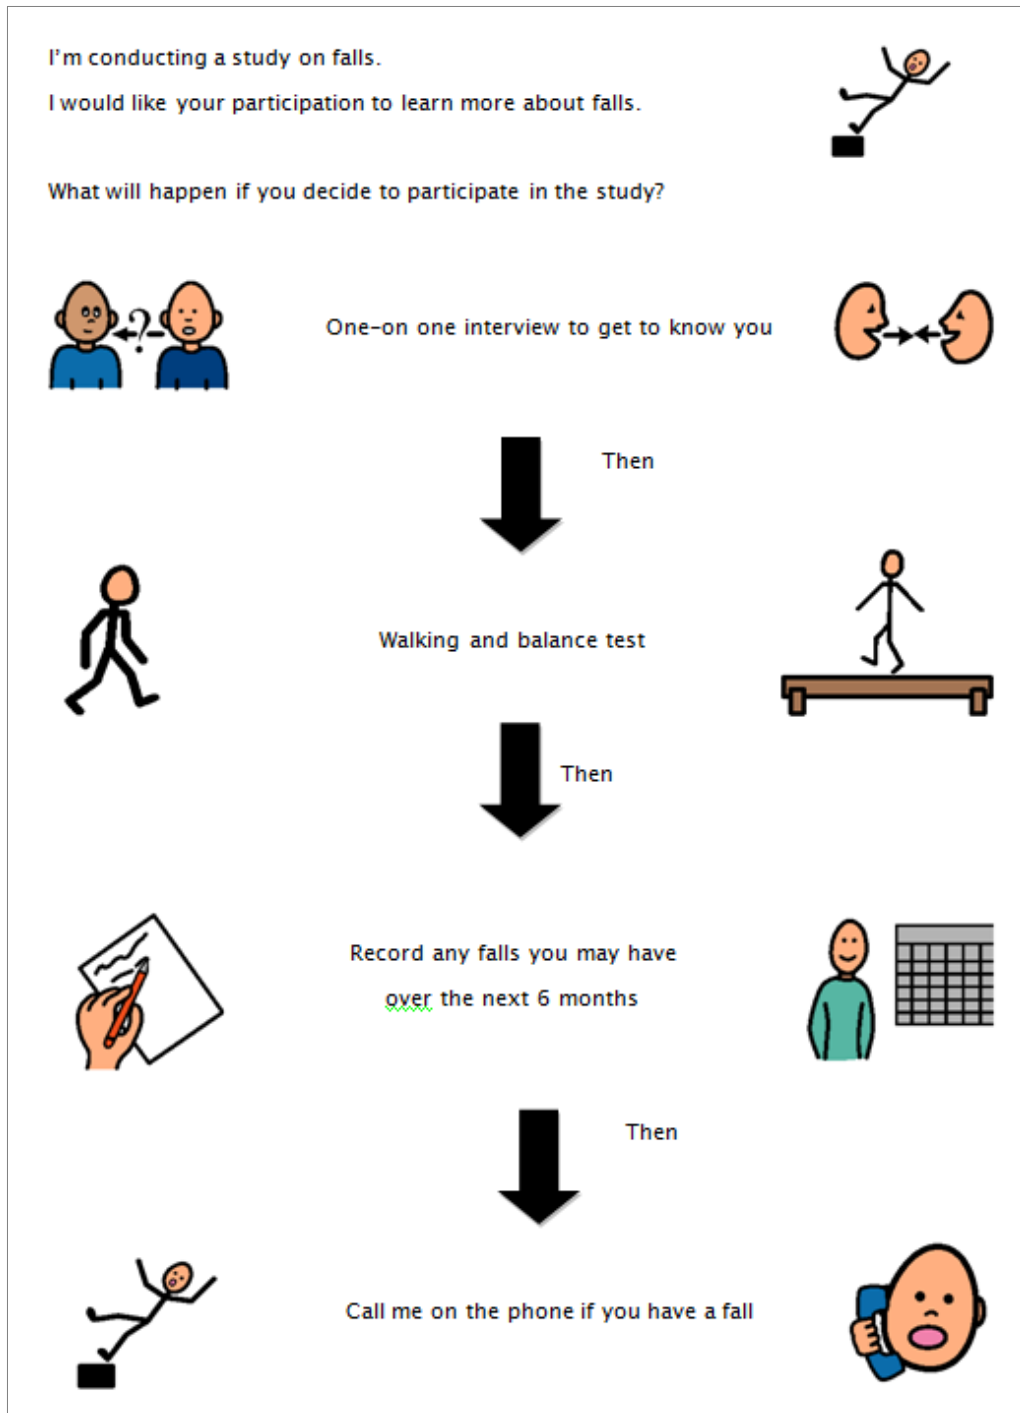 I'm conducting a study on falls.
I would like your participation to learn more about falls.
What will happen if you decide to participate in the study?
?
One-on one interview to get to know you
Then
Walking and balance test
Then
Record any falls you may have
over the next 6 months
Then
Call me on the phone if you have a fall